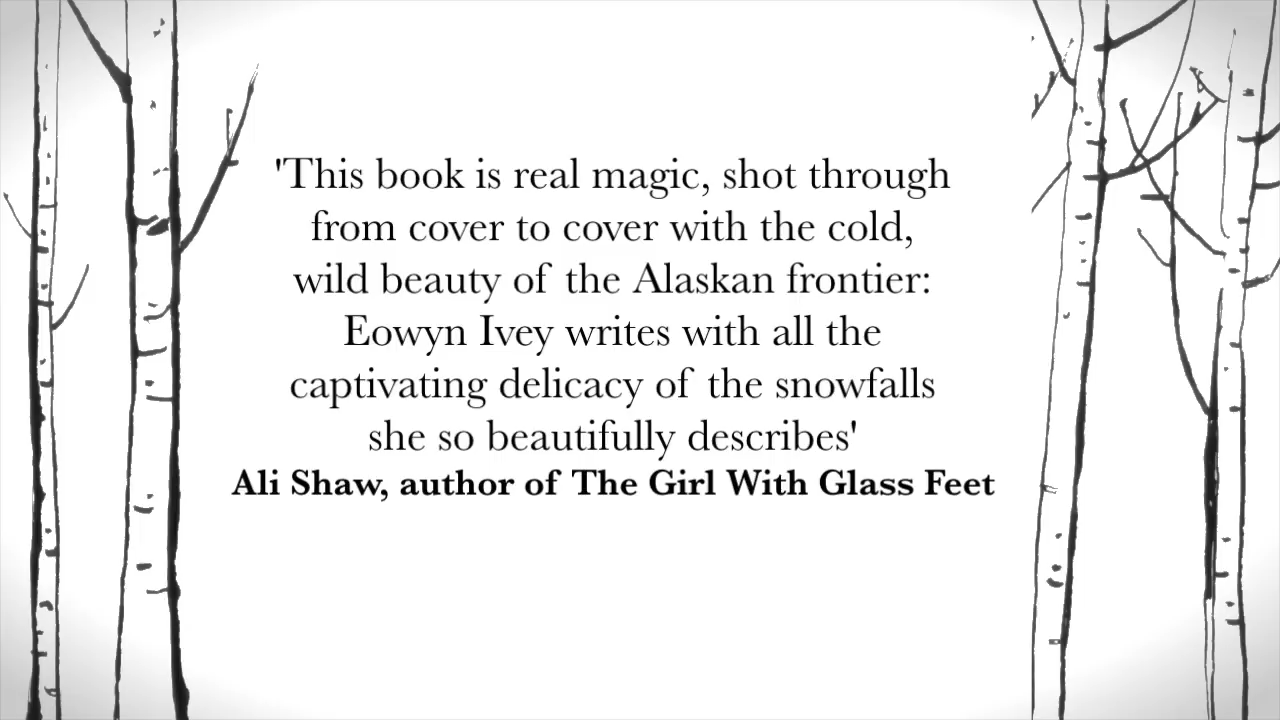 'This book is real magic, shot through
from cover to cover with the cold,
wild beauty of the Alaskan frontier:
Eowyn Ivey writes with all the
captivating delicacy of the snowfalls
she so beautifully describes'
Ali Shaw, author of The Girl With Glass Feet